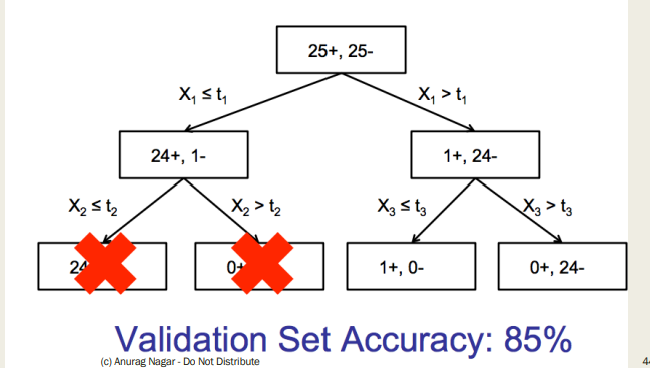 25+, 25-
X₁ ≤ t₁
X₁ > t₁
24+, 1-
1+, 24-
X₂ ≤ t₂
X₂ > t₂
X₃ ≤ t₃
X₃ > t₃
24
0+
1+, 0-
0+, 24-
Validation Set Accuracy: 85%
(c) Anurag Nagar - Do Not Distribute